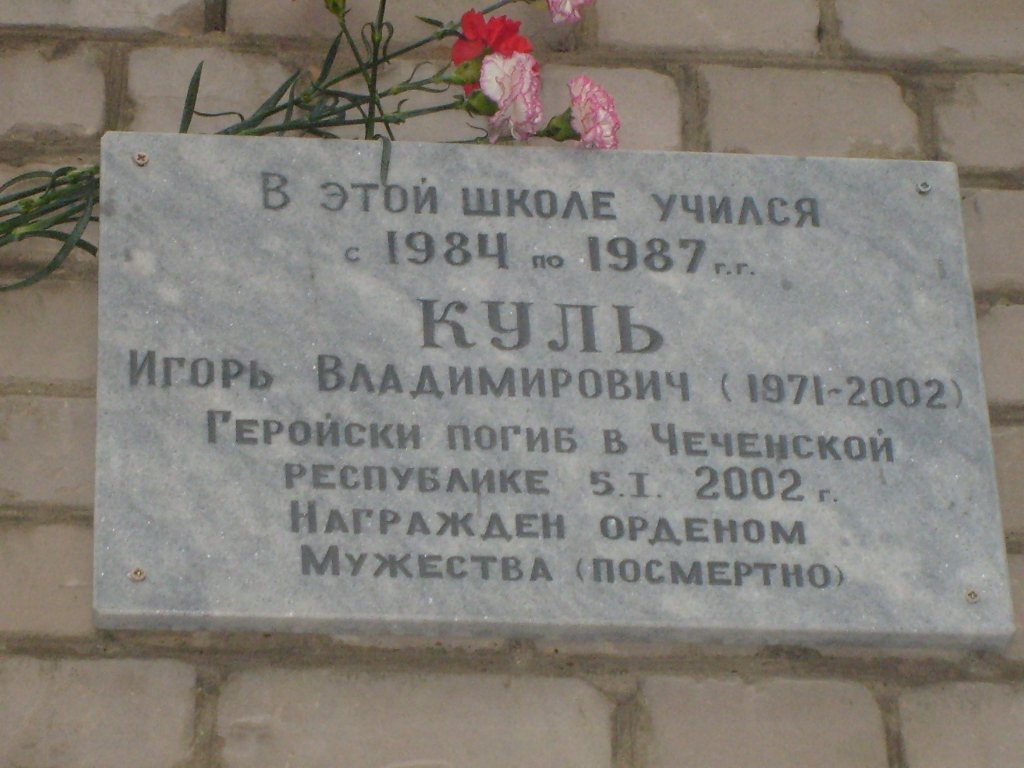 В ЭТОЙ ШКОЛЕ УЧИЛСЯ
с 1984 по 1987 г.г.
КУЛЬ
ИГОРЬ ВЛАДИМИРОВИЧ (1971-2002)
ГЕРОЙСКИ ПОГИБ В ЧЕЧЕНСКОЙ
РЕСПУБЛИКЕ 5.I. 2002 г.
НАГРАЖДЕН ОРДЕНОМ
МУЖЕСТВА (ПОСМЕРТНО)